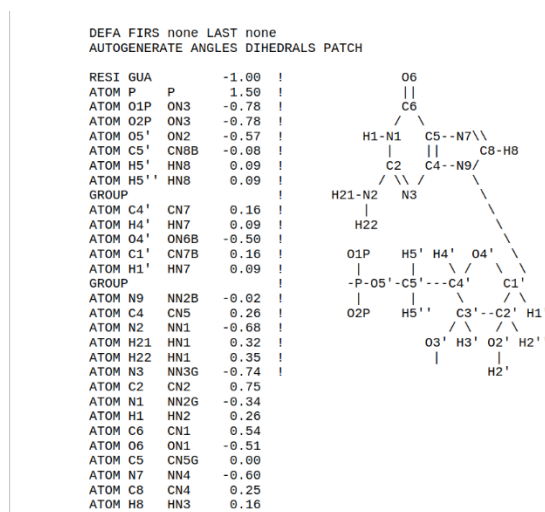 DEFA FIRS none LAST none
AUTOGENERATE ANGLES DIHEDRALS PATCH

RESI GUA         -1.00  !              O6
ATOM P    P       1.50  !              ||
ATOM O1P  ON3    -0.78  !              C6
ATOM O2P  ON3    -0.78  !             /  \
ATOM O5'  ON2    -0.57  !         H1-N1   C5--N7\\
ATOM C5'  CN8B   -0.08  !            |    ||     C8-H8
ATOM H5'  HN8     0.09  !            C2   C4--N9/
ATOM H5'' HN8     0.09  !           / \\ /      \
GROUP                   !     H21-N2   N3        \
ATOM C4'  CN7     0.16  !          |              \
ATOM H4'  HN7     0.09  !         H22              \
ATOM O4'  ON6B   -0.50  !                           \
ATOM C1'  CN7B    0.16  !       O1P    H5' H4'  O4'  \
ATOM H1'  HN7     0.09  !        |      |    \ /   \  \
GROUP                   !       -P-O5'-C5'---C4'    C1'
ATOM N9   NN2B   -0.02  !        |      |     \     / \
ATOM C4   CN5     0.26  !       O2P    H5''   C3'--C2' H1'
ATOM N2   NN1    -0.68  !                    / \   / \
ATOM H21  HN1     0.32  !                 O3' H3' O2' H2''
ATOM H22  HN1     0.35  !                  |       |
ATOM N3   NN3G   -0.74  !                         H2'
ATOM C2   CN2     0.75
ATOM N1   NN2G   -0.34
ATOM H1   HN2     0.26
ATOM C6   CN1     0.54
ATOM O6   ON1    -0.51
ATOM C5   CN5G    0.00
ATOM N7   NN4    -0.60
ATOM C8   CN4     0.25
ATOM H8   HN3     0.16